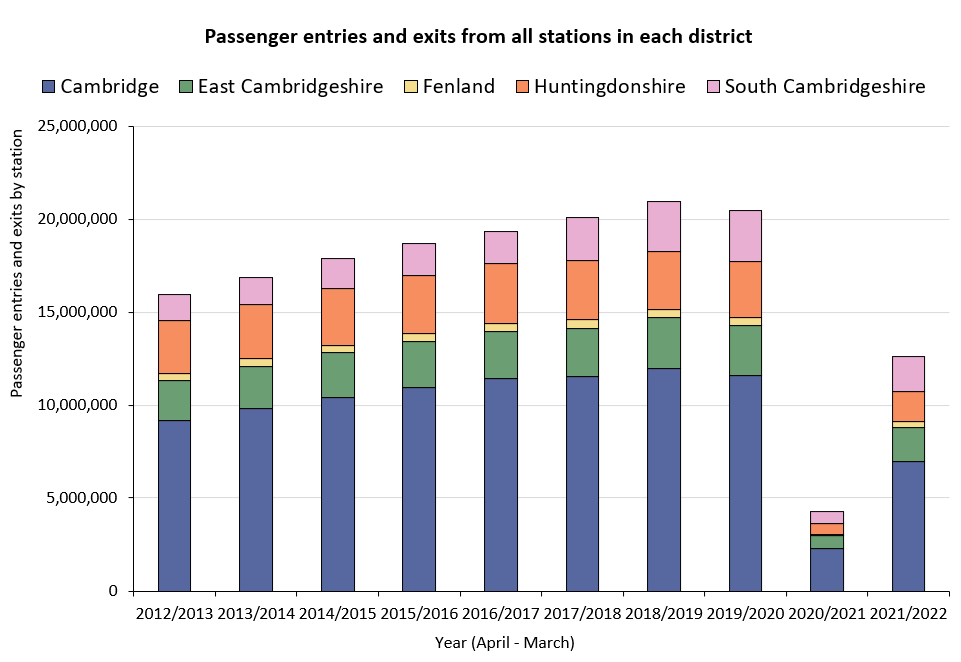 Passenger entries and exits from all stations in each district
Cambridge East Cambridgeshire Fenland Huntingdonshire South Cambridgeshire
Passenger entries and exits by station
25,000,000
20,000,000
15,000,000
10,000,000
5,000,000
0
2012/2013 2013/2014 2014/2015 2015/2016 2016/2017 2017/2018 2018/2019 2019/2020 2020/2021 2021/2022
Year (April - March)